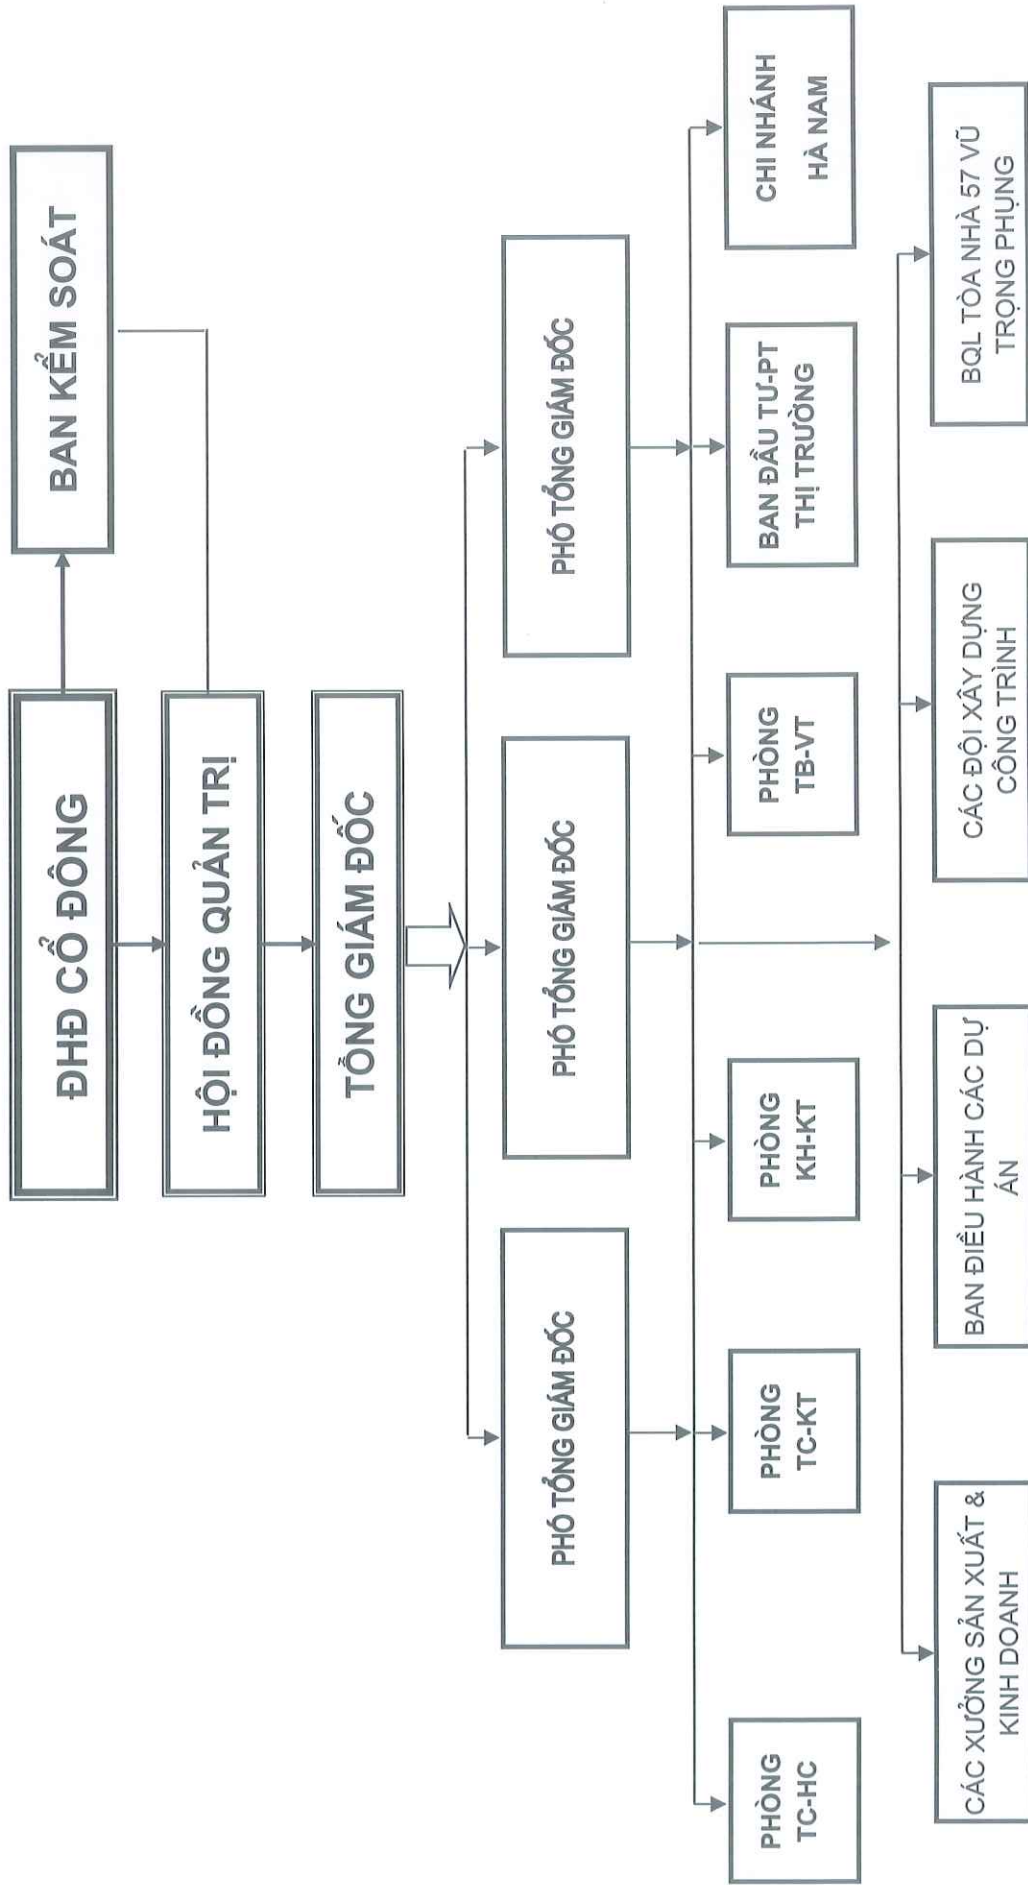 ĐHĐ CỔ ĐÔNG
BAN KỂM SOÁT
HỘI ĐỒNG QUẢN TRỊ
TỔNG GIÁM ĐỐC
PHÓ TỔNG GIÁM ĐỐC
PHÓ TỔNG GIÁM ĐỐC
PHÓ TỔNG GIÁM ĐỐC
PHÒNG
TC-HC
PHÒNG
TC-KT
PHÒNG
KH-KT
PHÒNG
TB-VT
BAN ĐẦU TƯ-PT
THỊ TRƯỜNG
CHI NHÁNH
HÀ NAM
CÁC XƯỞNG SẢN XUẤT &
KINH DOANH
BAN ĐIỀU HÀNH CÁC DỰ
ÁN
CÁC ĐỘI XÂY DỰNG
CÔNG TRÌNH
BQL TÒA NHÀ 57 VŨ
TRỌNG PHỤNG